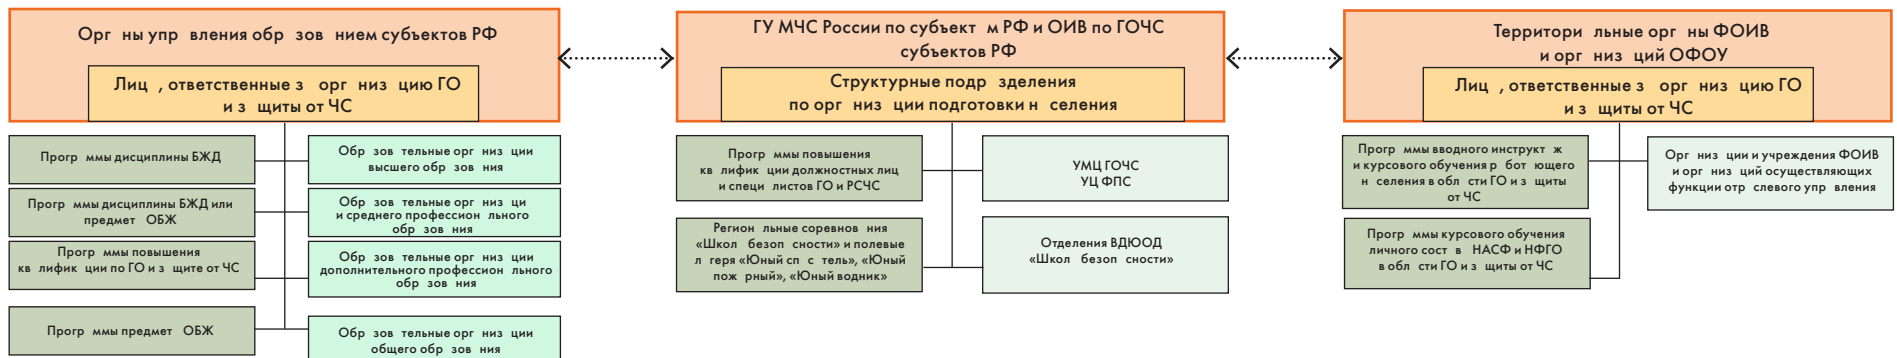 Орг ны упр вления обр зов нием субъектов РФ
Лиц , ответственные з орг низ цию ГО
и з щиты от ЧС
Прогр ммы дисциплины БЖД
Обр зов тельные орг низ ции
высшего обр зов ния
Прогр ммы дисциплины БЖД или
предмет ОБЖ
Обр зов тельные орг низ ци
и среднего профессион льного
обр зов ния
Прогр ммы повышения
кв лифик ции по ГО и з щите от ЧС
Обр зов тельные орг низ ции
дополнительного профессион льного
обр зов ния
Прогр ммы предмет ОБЖ
Обр зов тельные орг низ ции
общего обр зов ния
ГУ МЧС России по субъект м РФ и ОИВ по ГОЧС
субъектов РФ
Структурные подр зделения
по орг низ ции подготовки н селения
Прогр ммы повышения
кв лифик ции должностных лиц
и специ листов ГО и РСЧС
УМЦ ГОЧС
УЦ ФПС
Регион льные соревнов ния
«Школ безоп сности» и полевые
л геря «Юный сп с тель», «Юный
пож рный», «Юный водник»
Отделения ВДЮОД
«Школ безоп сности»
Территори льные орг ны ФОИВ
и орг низ ций ОФОУ
Лиц , ответственные з орг низ цию ГО
и з щиты от ЧС
Прогр ммы вводного инструкт ж
и курсового обучения р бот ющего
н селения в обл сти ГО и з щиты
от ЧС
Орг низ ции и учреждения ФОИВ
и орг низ ций осуществляющих
функции отр слевого упр вления
Прогр ммы курсового обучения
личного сост в НАСФ и НФГО
в обл сти ГО и з щиты от ЧС